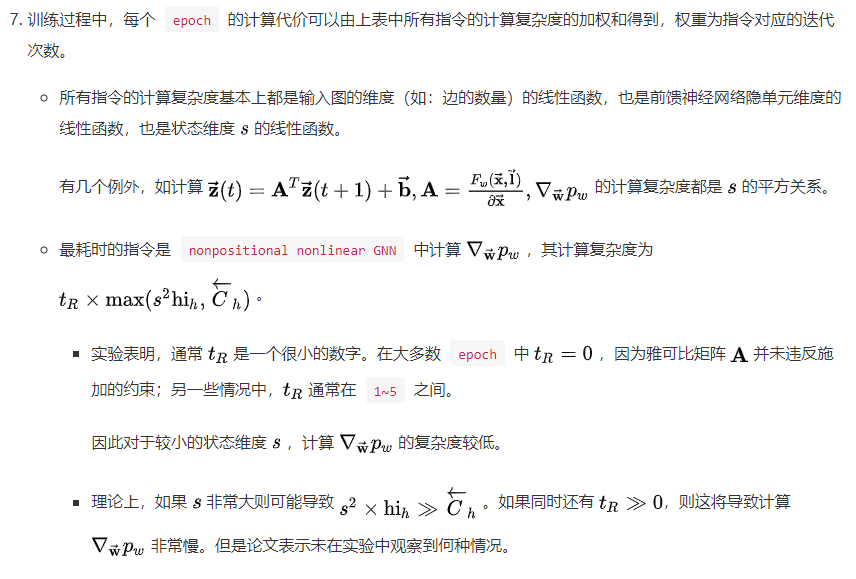 7. 训练过程中，每个 epoch 的计算代价可以由上表中所有指令的计算复杂度的加权和得到，权重为指令对应的迭代
次数。
所有指令的计算复杂度基本上都是输入图的维度（如：边的数量）的线性函数，也是前馈神经网络隐单元维度的
线性函数，也是状态维度 $s$ 的线性函数。
有几个例外，如计算 $\vec{\mathbf{z}}(t) = \mathbf{A}^T\vec{\mathbf{z}}(t+1) + \vec{\mathbf{b}}, \mathbf{A} = \frac{F_w(\vec{\mathbf{x}},\vec{\mathbf{l}})}{\partial\vec{\mathbf{x}}}, \nabla_{\vec{\mathbf{w}}}p_w$ 的计算复杂度都是 $s$ 的平方关系。
最耗时的指令是 nonpositional nonlinear GNN 中计算 $\nabla_{\vec{\mathbf{w}}}p_w$ ，其计算复杂度为
$t_R \times \max(s^2\text{hi}_h, \overleftarrow{C}_h)$ 。
实验表明，通常 $t_R$ 是一个很小的数字。在大多数 epoch 中 $t_R = 0$ ，因为雅可比矩阵 $\mathbf{A}$ 并未违反施
加的约束；另一些情况中，$t_R$ 通常在 1~5 之间。
因此对于较小的状态维度 $s$ ，计算 $\nabla_{\vec{\mathbf{w}}}p_w$ 的复杂度较低。
理论上，如果 $s$ 非常大则可能导致 $s^2 \times \text{hi}_h \gg \overleftarrow{C}_h$ 。如果同时还有 $t_R \gg 0$，则这将导致计算
$\nabla_{\vec{\mathbf{w}}}p_w$ 非常慢。但是论文表示未在实验中观察到何种情况。